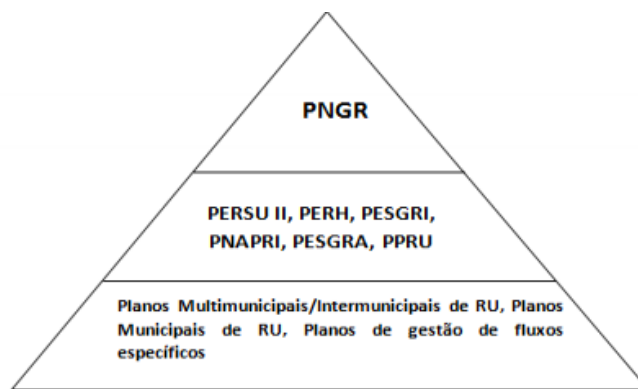 PNGR
PERSU II, PERH, PESGRI,
PNAPRI, PESGRA, PPRU
Planos Multimunicipais/Intermunicipais de RU, Planos
Municipais de RU, Planos de gestão de fluxos
específicos